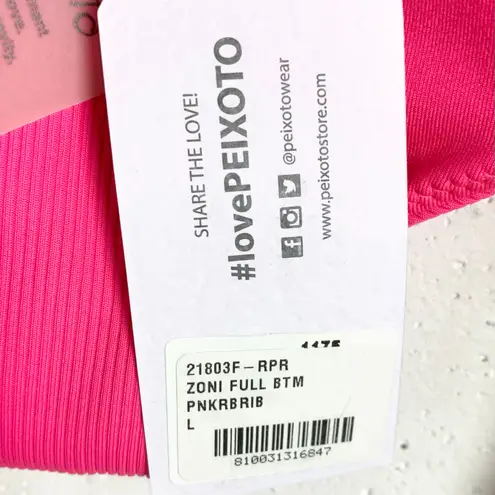 SHARE THE LOVE!
#lovePEIXOTO
@peixotowear
www.peixotostore.com
21803F-RPR
ZONI FULL BTM
PNKRBRIB
L
810031316847